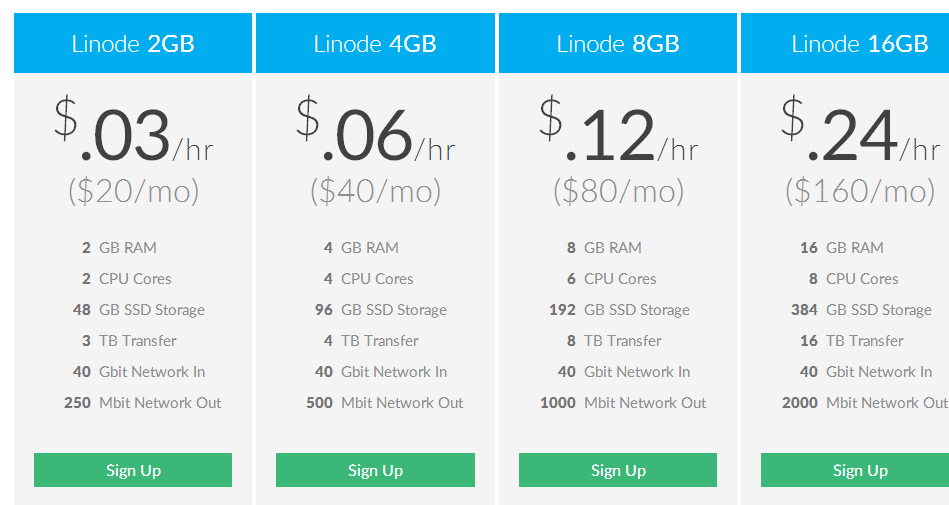 Linode 2GB
$.03/hr
($20/mo)
2 GB RAM
2 CPU Cores
48 GB SSD Storage
3 TB Transfer
40 Gbit Network In
250 Mbit Network Out
Sign Up
Linode 4GB
$.06/hr
($40/mo)
4 GB RAM
4 CPU Cores
96 GB SSD Storage
4 TB Transfer
40 Gbit Network In
500 Mbit Network Out
Sign Up
Linode 8GB
$.12/hr
($80/mo)
8 GB RAM
6 CPU Cores
192 GB SSD Storage
8 TB Transfer
40 Gbit Network In
1000 Mbit Network Out
Sign Up
Linode 16GB
$.24/hr
($160/mo)
16 GB RAM
8 CPU Cores
384 GB SSD Storage
16 TB Transfer
40 Gbit Network In
2000 Mbit Network Out
Sign Up